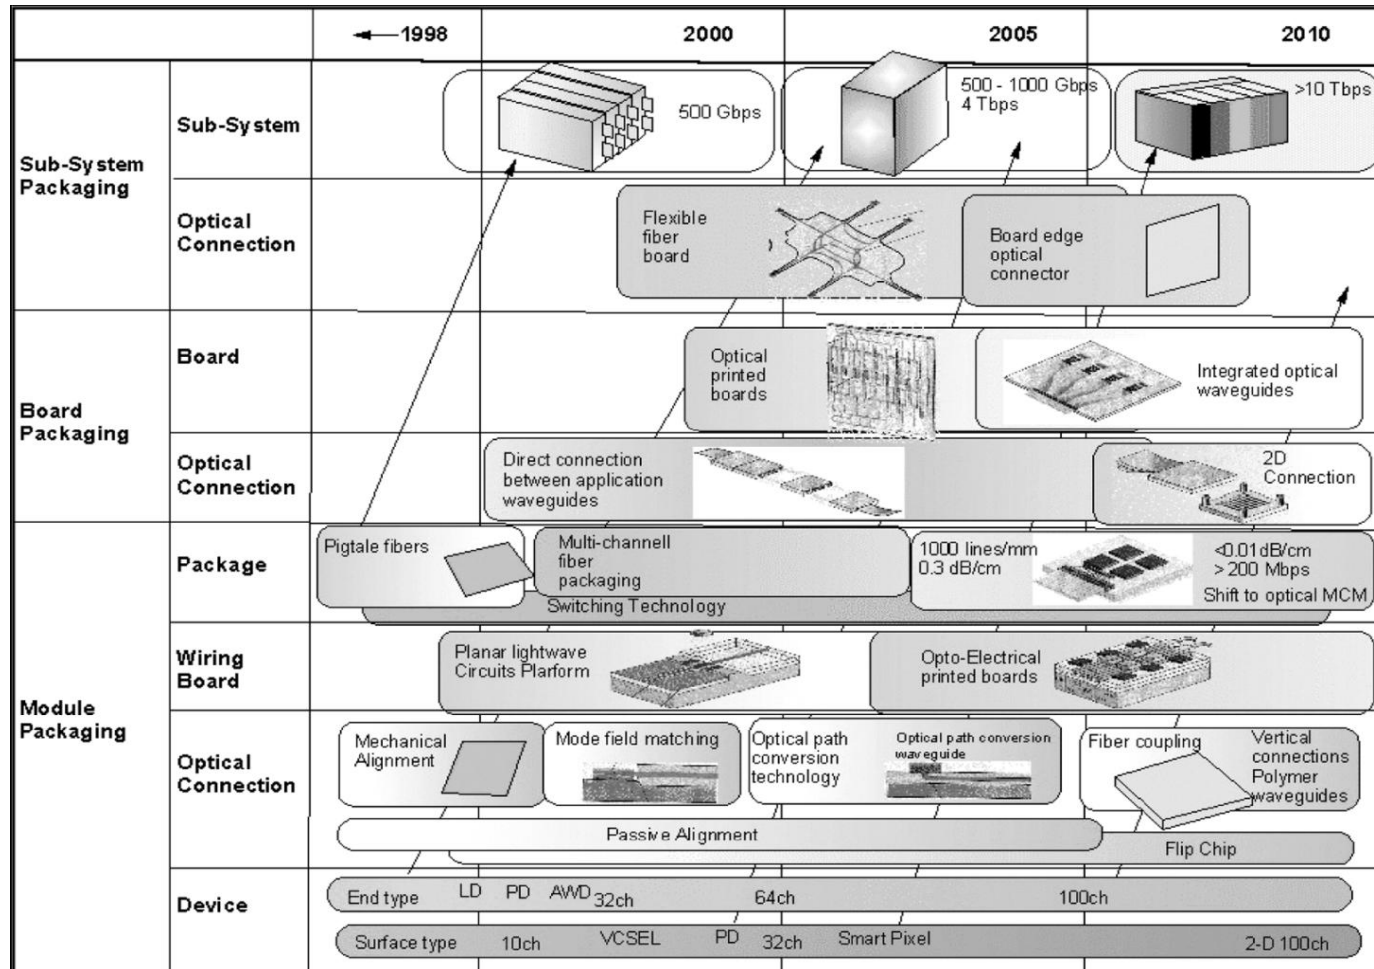 1998
2000
2005
2010
Sub-System
Packaging
Sub-System
500 Gbps
500 - 1000 Gbps
4 Tbps
>10 Tbps
Optical
Connection
Flexible
fiber
board
Board edge
optical
connector
Board
Packaging
Board
Optical
printed
boards
Integrated optical
waveguides
Optical
Connection
Direct connection
between application
waveguides
2D
Connection
Module
Packaging
Package
Pigtale fibers
Multi-channell
fiber
packaging
1000 lines/mm
0.3 dB/cm
<0.01dB/cm
> 200 Mbps
Shift to optical MCM
Switching Technology
Wiring
Board
Planar lightwave
Circuits Plarform
Opto-Electrical
printed boards
Optical
Connection
Mechanical
Alignment
Mode field matching
Optical path
conversion
technology
Optical path conversion
waveguide
Fiber coupling
Vertical
connections
Polymer
waveguides
Passive Alignment
Flip Chip
Device
End type LD PD AWD 32ch 64ch 100ch
Surface type 10ch VCSEL PD 32ch Smart Pixel 2-D 100ch